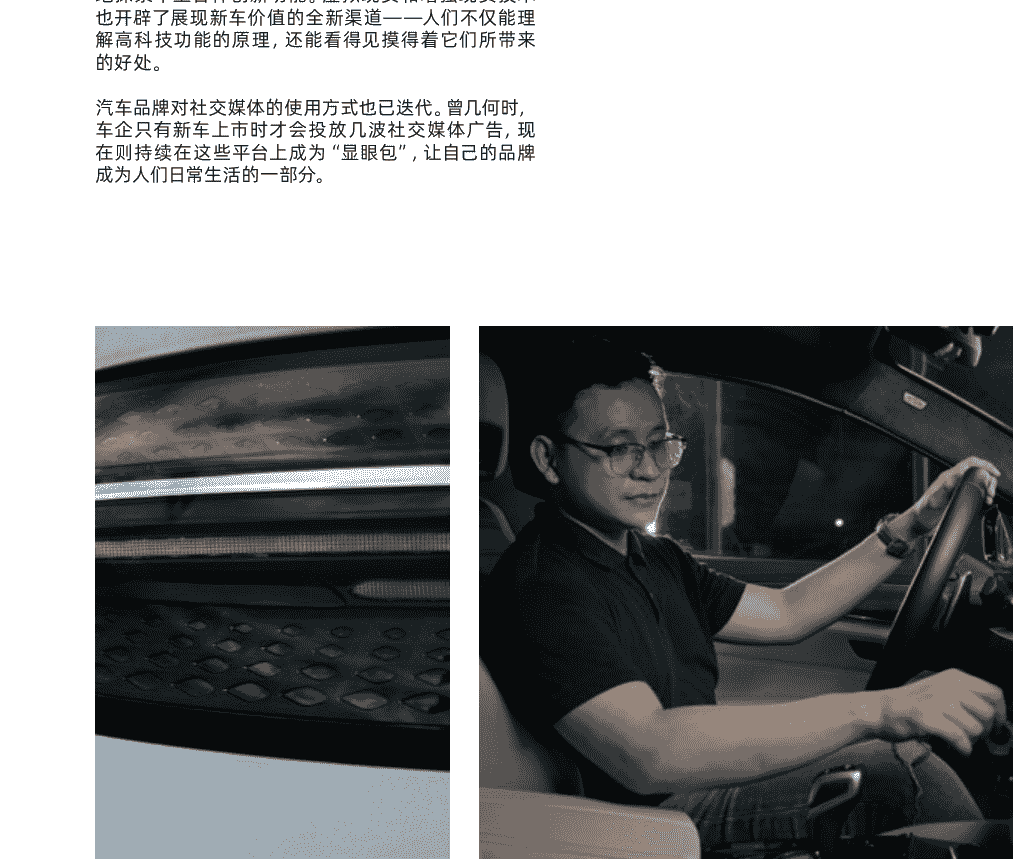 也开辟了展现新车价值的全新渠道——人们不仅能理
解高科技功能的原理，还能看得见摸得着它们所带来
的好处。
汽车品牌对社交媒体的使用方式也已迭代。曾几何时，
车企只有新车上市时才会投放几波社交媒体广告，现
在则持续在这些平台上成为“显眼包”，让自己的品牌
成为人们日常生活的一部分。